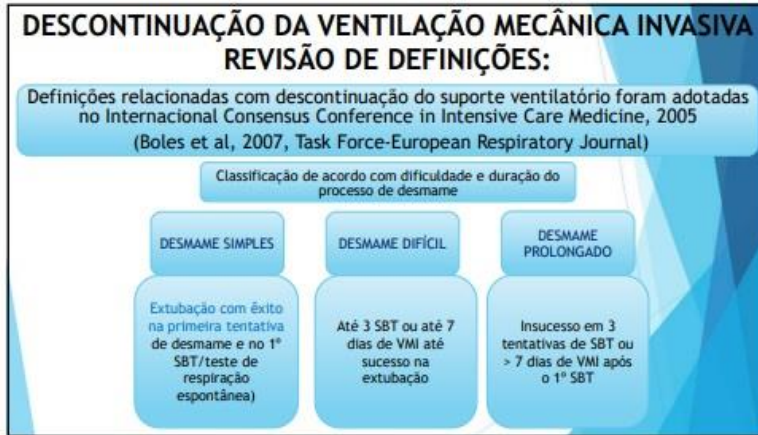 DESCONTINUAÇÃO DA VENTILAÇÃO MECÂNICA INVASIVA
REVISÃO DE DEFINIÇÕES:
Definições relacionadas com descontinuação do suporte ventilatório foram adotadas
no Internacional Consensus Conference in Intensive Care Medicine, 2005
(Boles et al, 2007, Task Force-European Respiratory Journal)
Classificação de acordo com dificuldade e duração do
processo de desmame
DESMAME SIMPLES
Extubação com êxito
na primeira tentativa
de desmame e no 1º
SBT/teste de
respiração
espontânea)
DESMAME DIFÍCIL
Até 3 SBT ou até 7
dias de VMI até
sucesso na
extubação
DESMAME
PROLONGADO
Insucesso em 3
tentativas de SBT ou
> 7 dias de VMI após
o 1º SBT